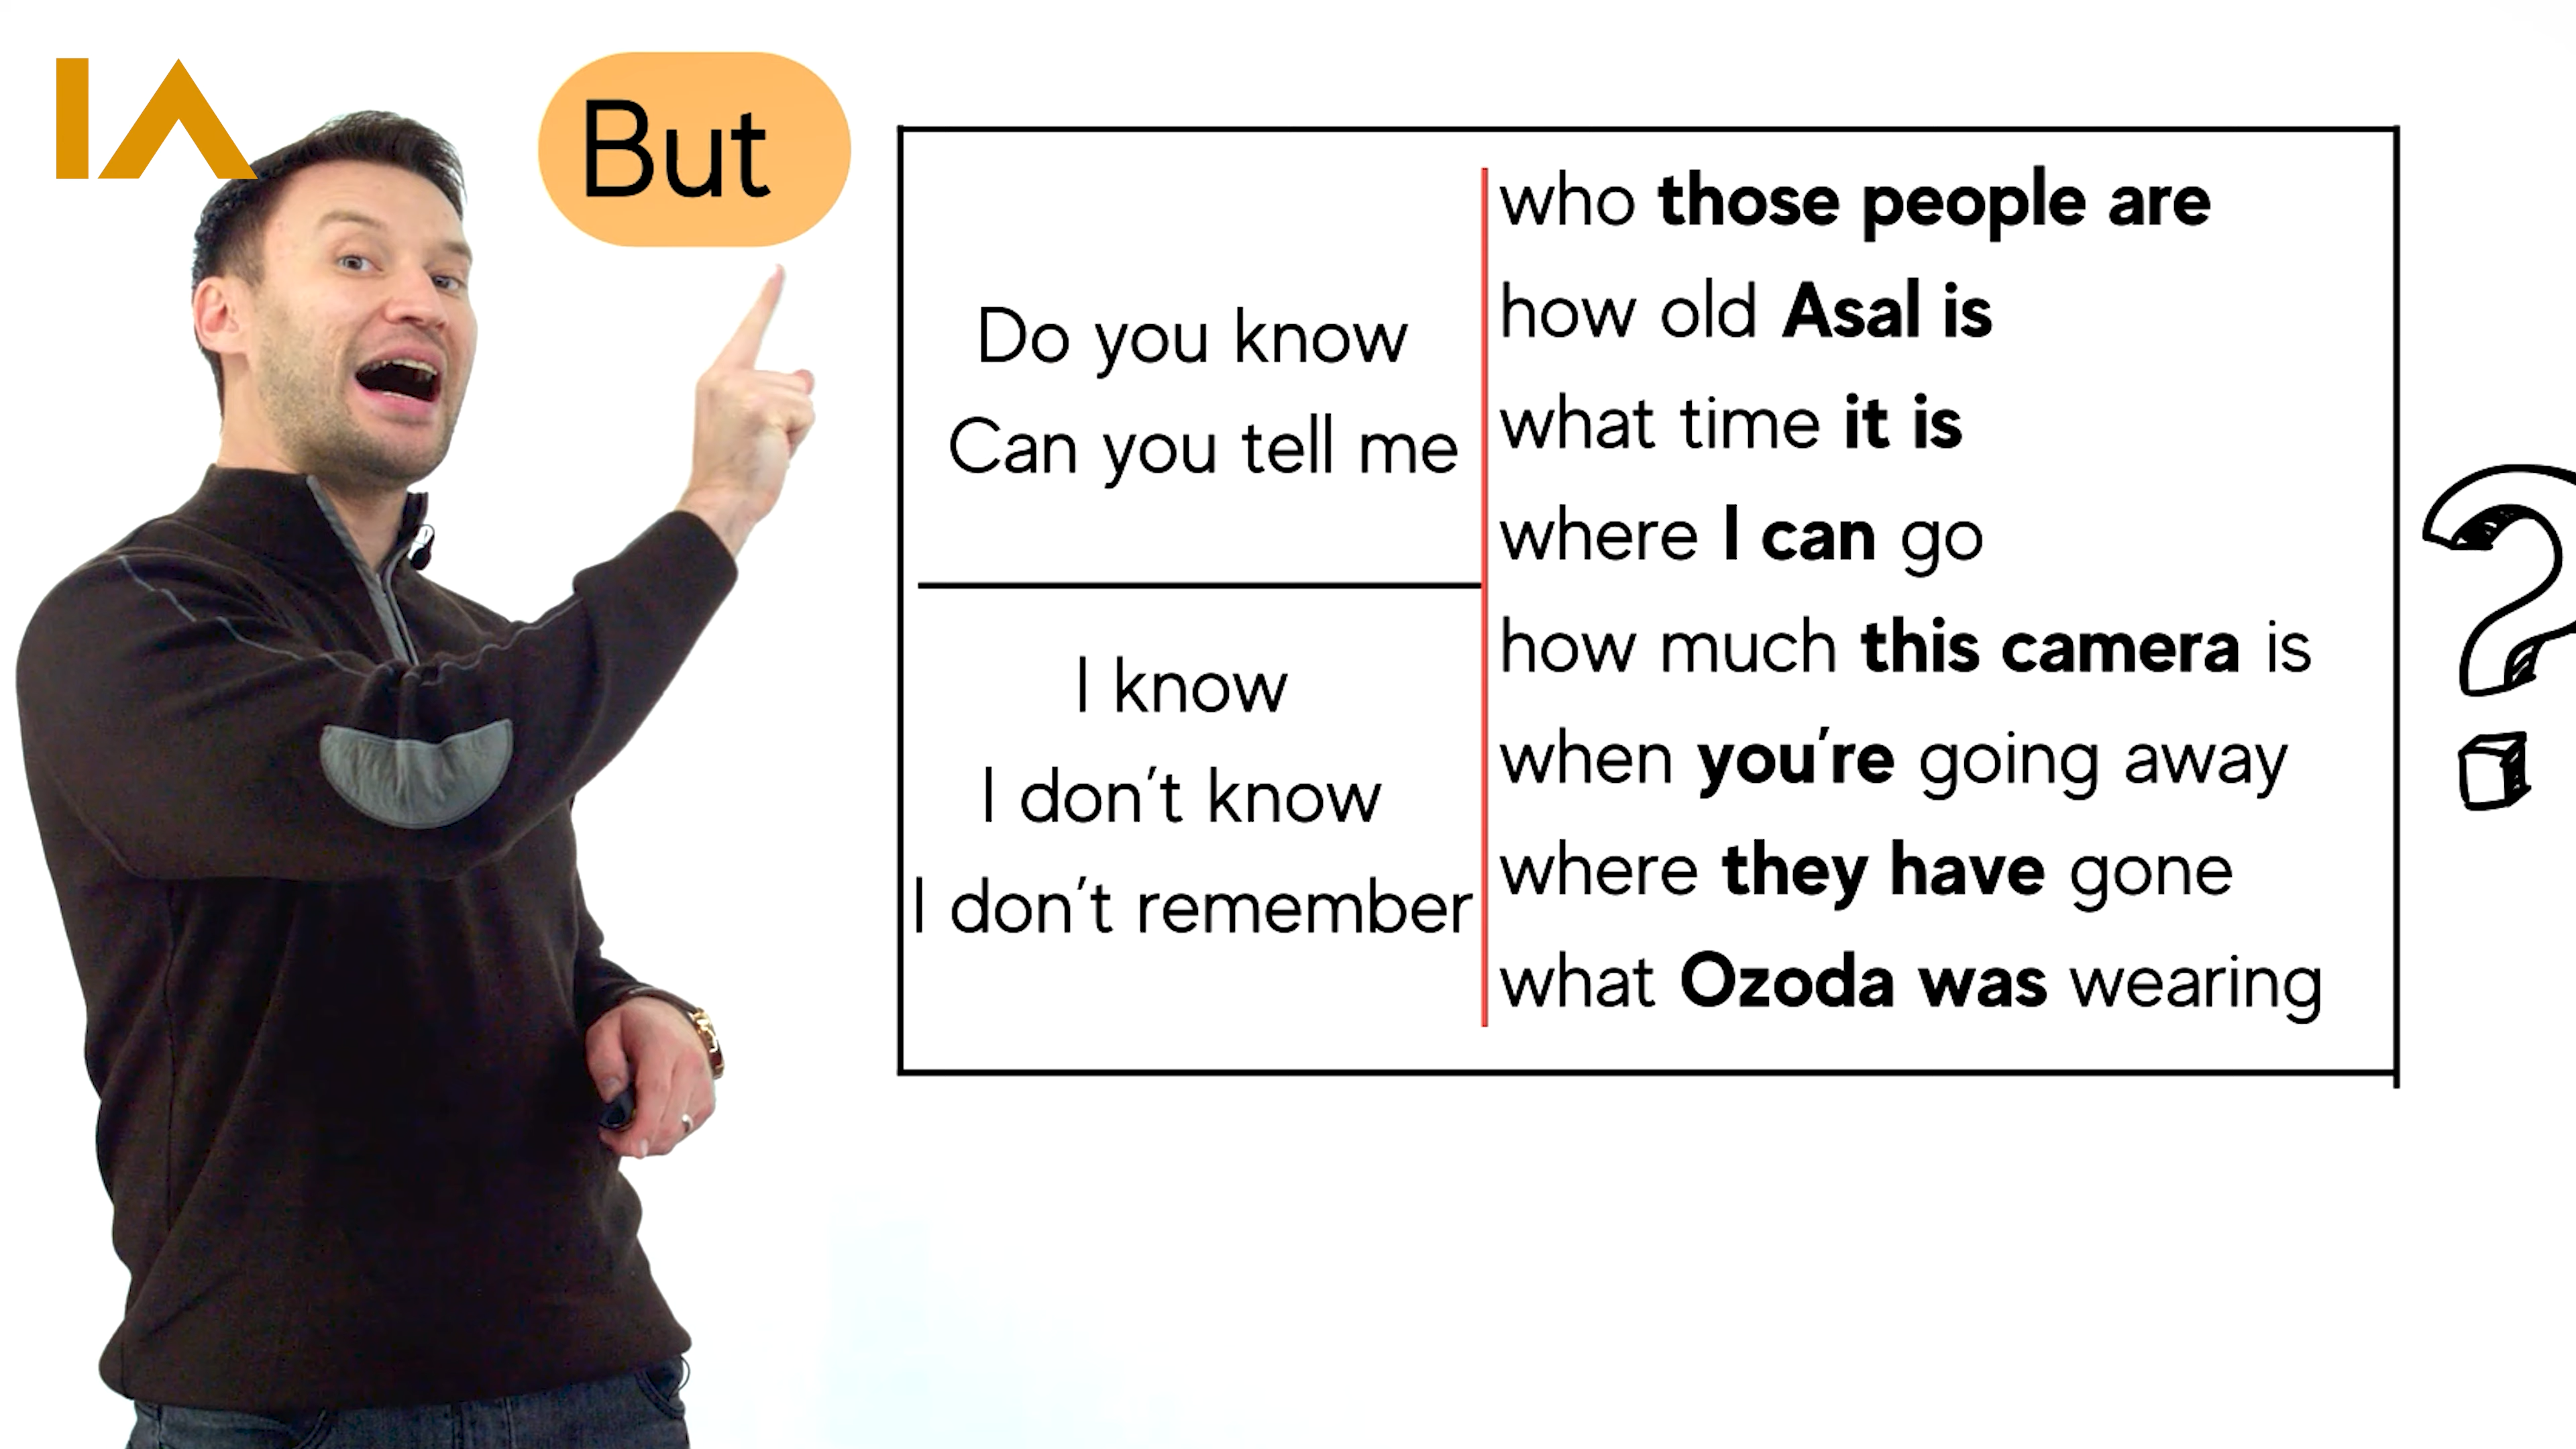 IA
But
Do you know
Can you tell me
I know
I don't know
I don't remember
who those people are
how old Asal is
what time it is
where I can go
how much this camera is
when you're going away
where they have gone
what Ozoda was wearing
?